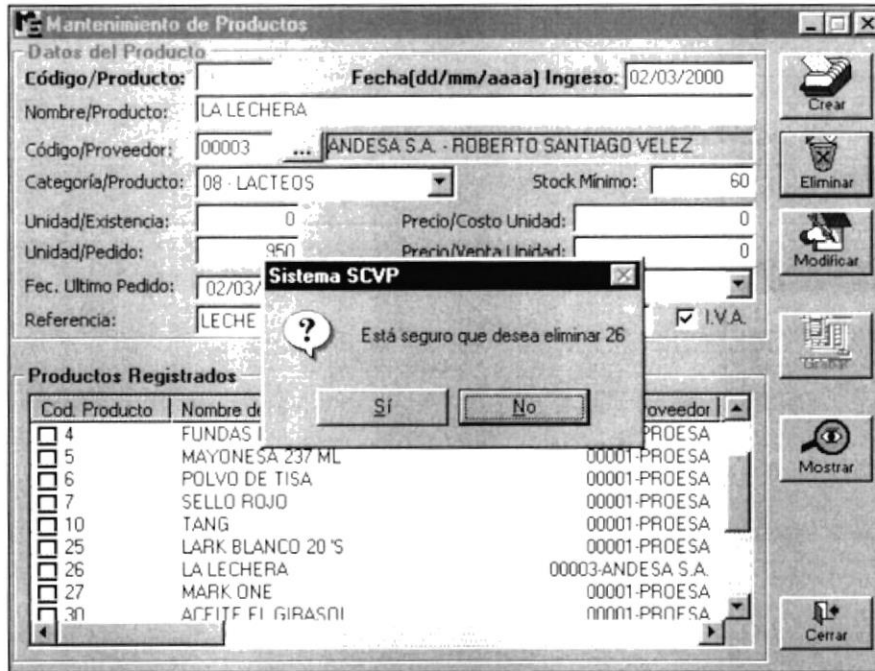 Mantenimiento de Productos
Datos del Producto
Código/Producto: Fecha(dd/mm/aaaa) Ingreso: 02/03/2000
Nombre/Producto: LA LECHERA
Código/Proveedor: 00003 ... ANDESA S.A. - ROBERTO SANTIAGO VELEZ
Categoría/Producto: 08 - LACTEOS Stock Mínimo: 60
Unidad/Existencia: 0 Precio/Costo Unidad: 0
Unidad/Pedido: 950 Precio/Venta Unidad: 0
Fec. Ultimo Pedido: 02/03/
Referencia: LECHE I.V.A.
Sistema SCVP
Está seguro que desea eliminar 26
Sí No
Productos Registrados
Cod. Producto Nombre de roveedor
4 FUNDAS PROESA
5 MAYONESA 237 ML 00001-PROESA
6 POLVO DE TISA 00001-PROESA
7 SELLO ROJO 00001-PROESA
10 TANG 00001-PROESA
25 LARK BLANCO 20 'S 00001-PROESA
26 LA LECHERA 00003-ANDESA S.A.
27 MARK ONE 00001-PROESA
30 ACEITE EL GIRASOL 00001-PROESA
Crear
Eliminar
Modificar
Grabar
Mostrar
Cerrar